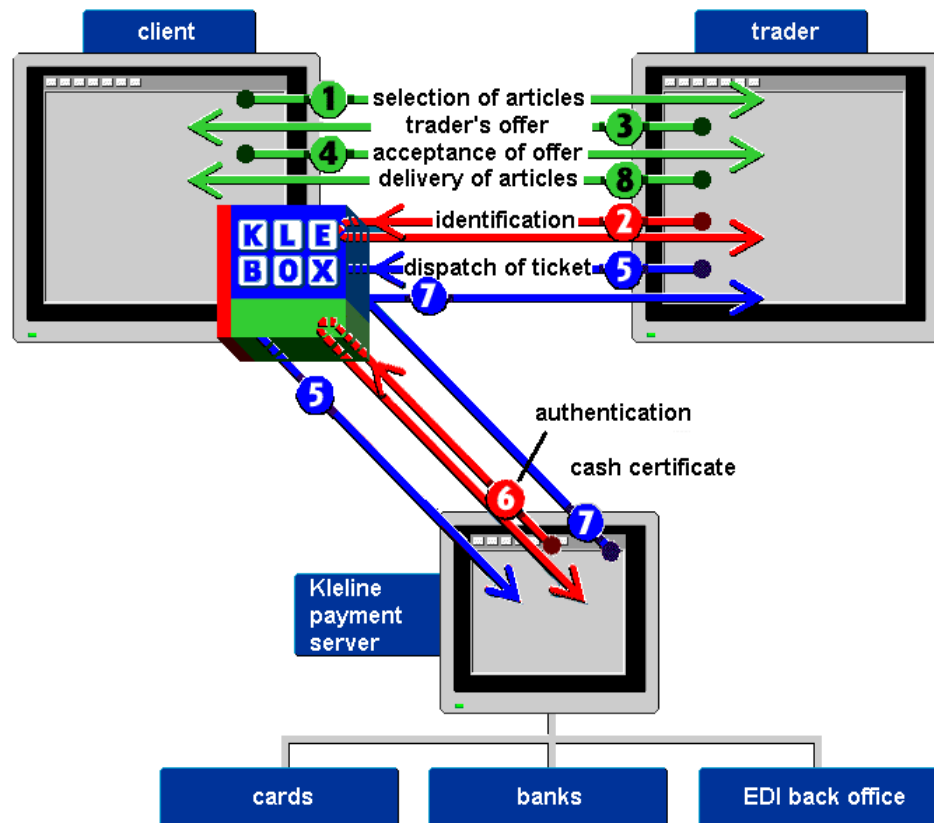 client
trader
1 selection of articles
trader's offer 3
4 acceptance of offer
delivery of articles 8
identification 2
KLE
BOX
dispatch of ticket 5
7
5
authentication
cash certificate
6
7
Kleline
payment
server
cards
banks
EDI back office